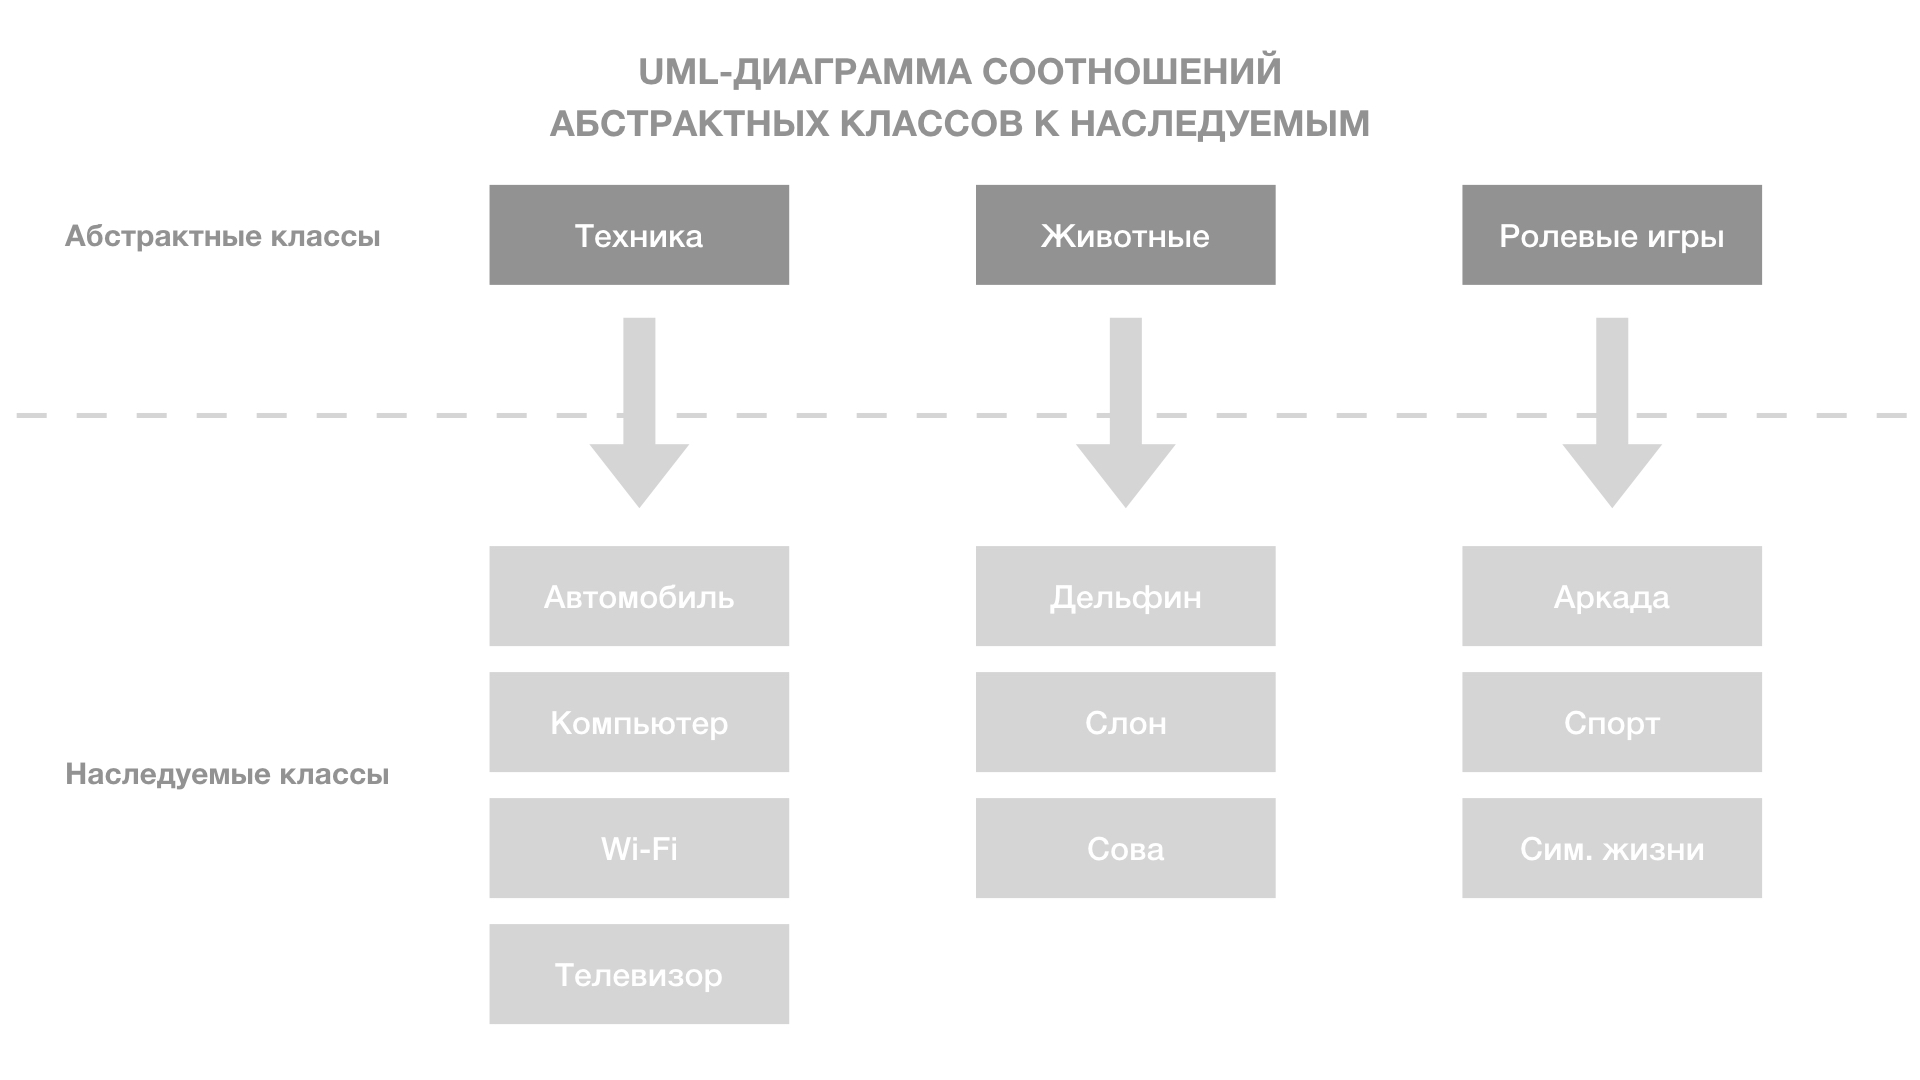 UML-ДИАГРАММА СООТНОШЕНИЙ
АБСТРАКТНЫХ КЛАССОВ К НАСЛЕДУЕМЫМ
Абстрактные классы
Техника
Животные
Ролевые игры
Наследуемые классы
Автомобиль
Дельфин
Аркада
Компьютер
Слон
Спорт
Wi-Fi
Сова
Сим. жизни
Телевизор